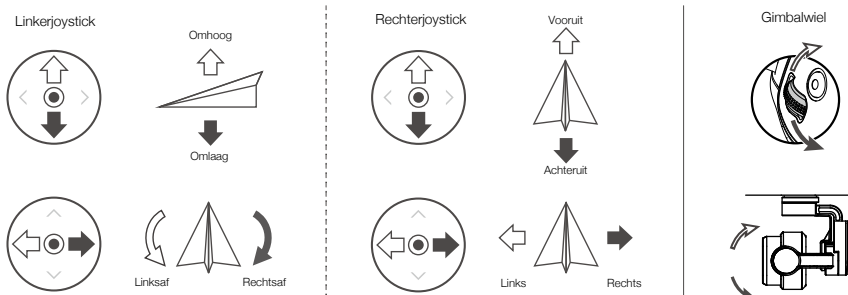 Linkerjoystick
Omhoog
Omlaag
Linksaf
Rechtsaf
Rechterjoystick
Vooruit
Achteruit
Links
Rechts
Gimbalwiel